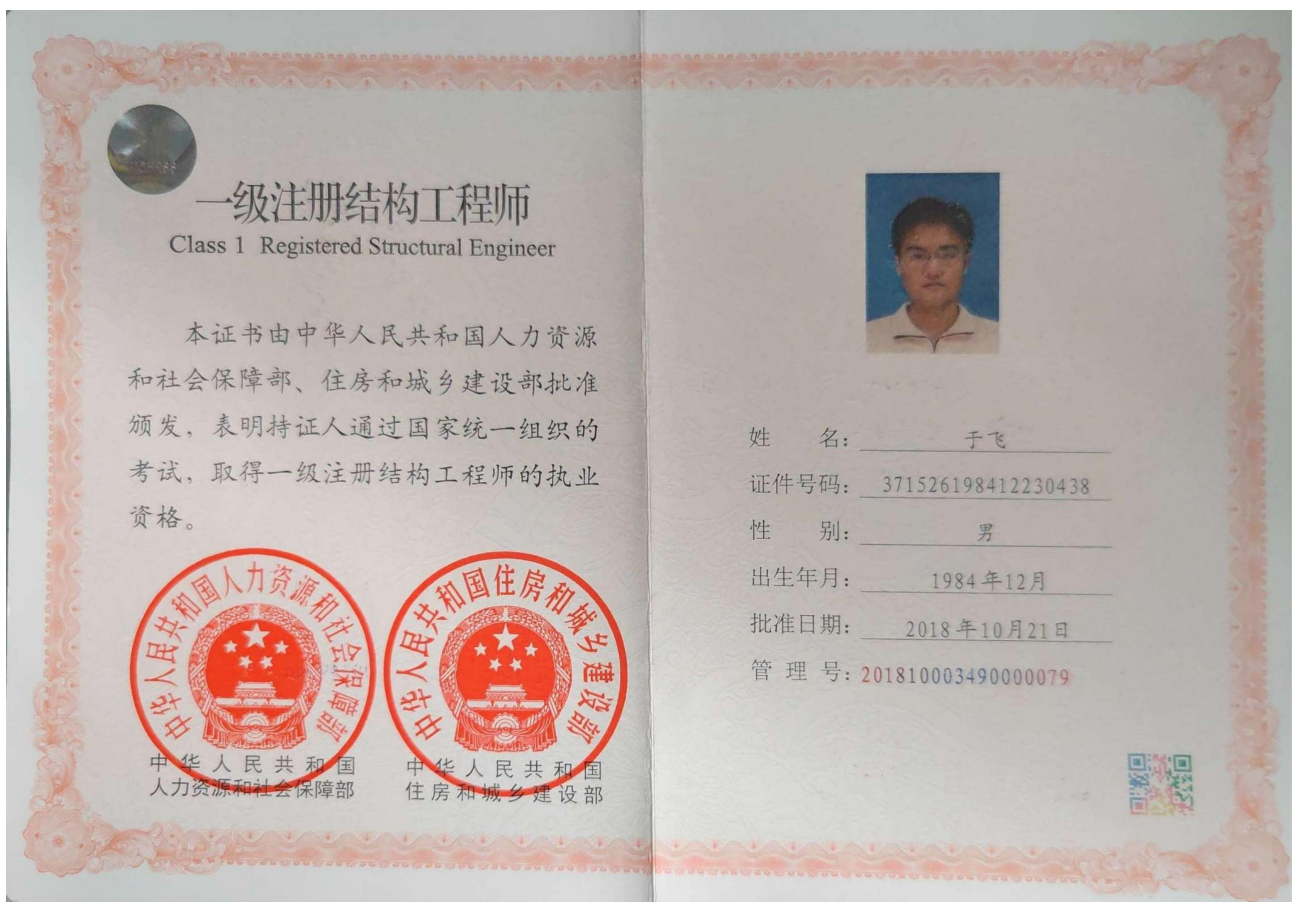 一级注册结构工程师
Class 1 Registered Structural Engineer
本证书由中华人民共和国人力资源
和社会保障部、住房和城乡建设部批准
颁发，表明持证人通过国家统一组织的
考试，取得一级注册结构工程师的执业
资格。
中华人民共和国人力资源和社会保障部
中华人民共和国住房和城乡建设部
中华人民共和国
人力资源和社会保障部
中华人民共和国
住房和城乡建设部
姓 名：于飞
证件号码：371526198412230438
性 别：男
出生年月：1984年12月
批准日期：2018年10月21日
管 理 号：201810003490000079